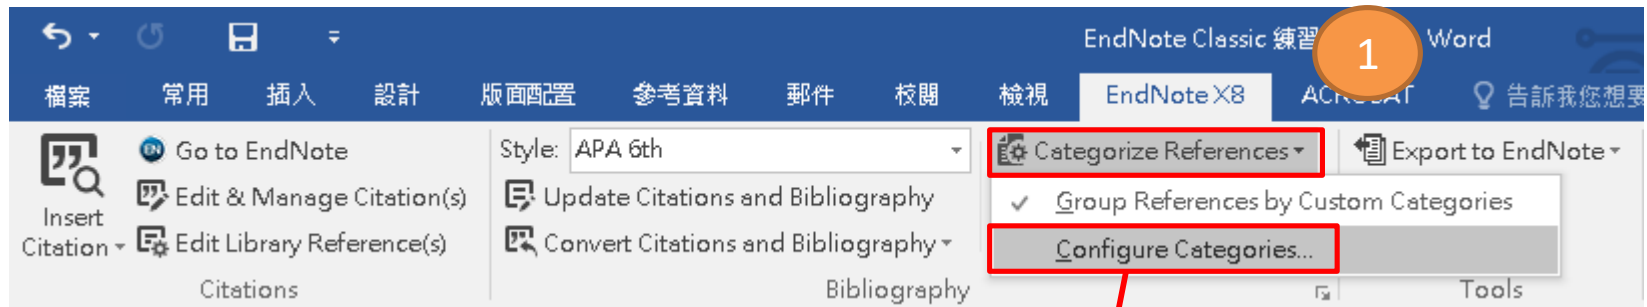 EndNote Classic 練習 Word
1
檔案 常用 插入 設計 版面配置 參考資料 郵件 校閱 檢視 EndNote X8 告訴我您想要
Go to EndNote Style: APA 6th Categorize References Export to EndNote
Edit & Manage Citation(s) Update Citations and Bibliography ✓ Group References by Custom Categories
Insert
Citation Edit Library Reference(s) Convert Citations and Bibliography Configure Categories...
Citations Bibliography Tools